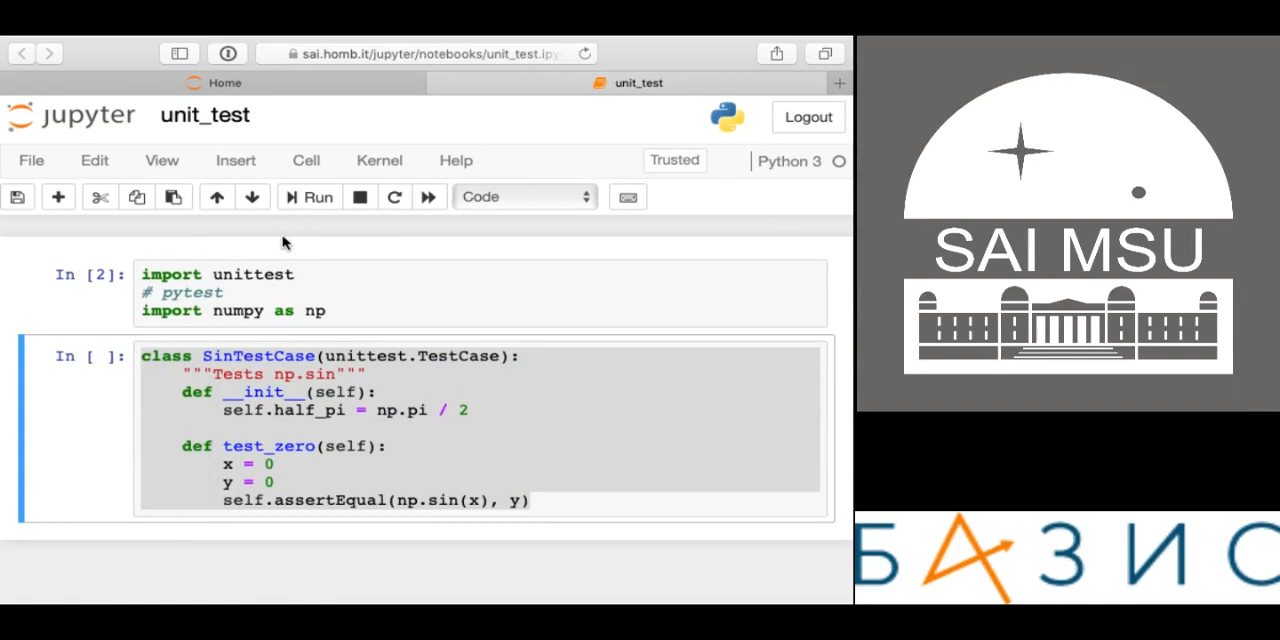 sai.homb.it/jupyter/notebooks/unit_test.ipy
Home
unit_test
+
jupyter unit_test
Logout
File Edit View Insert Cell Kernel Help
Trusted
Python 3
Run
Code
In [2]:
import unittest
# pytest
import numpy as np
In [ ]:
class SinTestCase(unittest.TestCase):
"""Tests np.sin"""
def __init__(self):
self.half_pi = np.pi / 2
def test_zero(self):
x = 0
y = 0
self.assertEqual(np.sin(x), y)
SAI MSU
БАЗИС